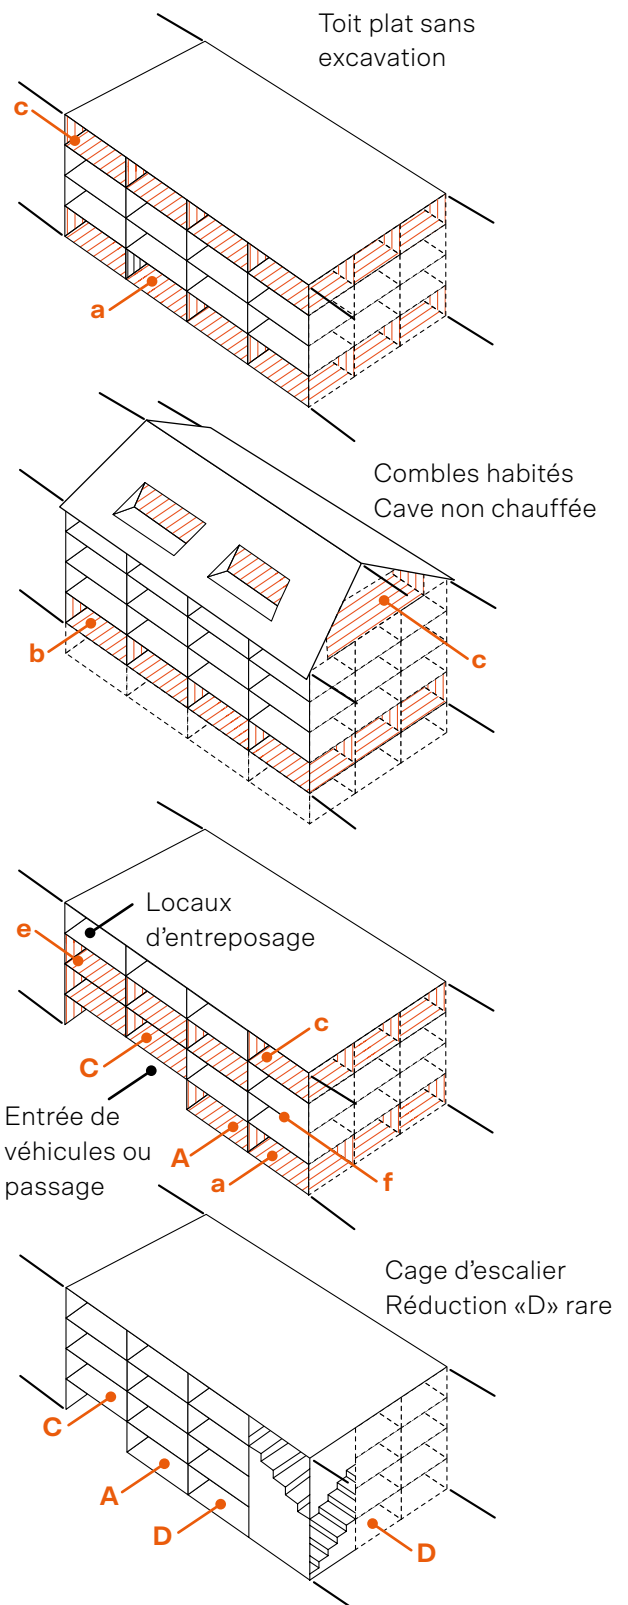 Toit plat sans
excavation
c
a
Combles habités
Cave non chauffée
b
c
Locaux
d'entreposage
e
c
C
Entrée de
véhicules ou
passage
A
a
f
Cage d'escalier
Réduction «D» rare
C
A
D
D